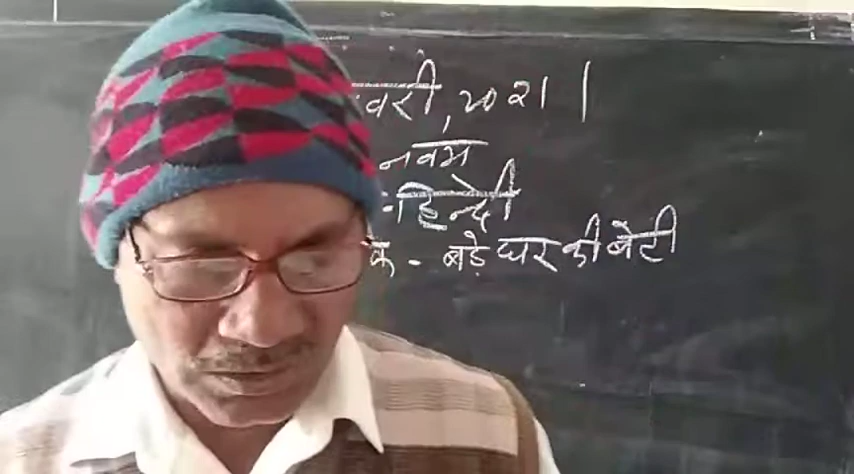 वरी, २०२१।
नवम
-हिन्दी
क - बड़े घर की बेटी